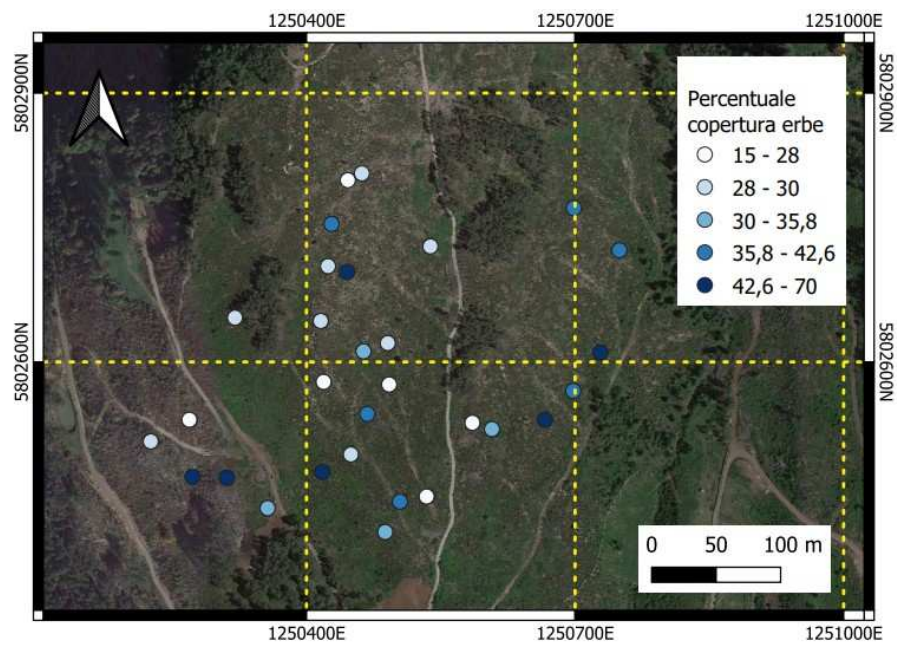 1250400E
1250700E
1251000E
5802900N
5802900N
Percentuale
copertura erbe
15 - 28
28 - 30
30 - 35,8
35,8 - 42,6
42,6 - 70
5802600N
5802600N
0 50 100 m
1250400E
1250700E
1251000E